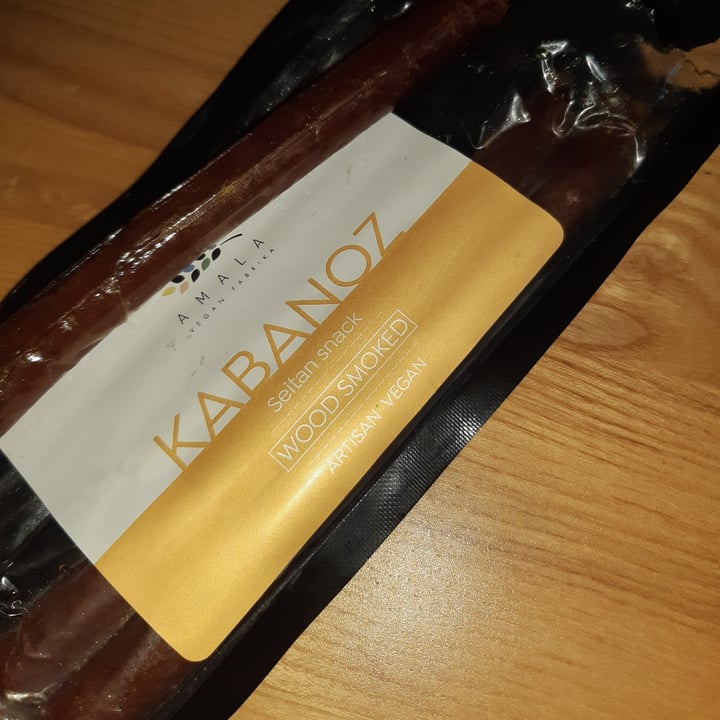 AMALA
VEGAN FABRIKA
KABANOZ
Seitan snack
WOOD SMOKED
ARTISAN VEGAN